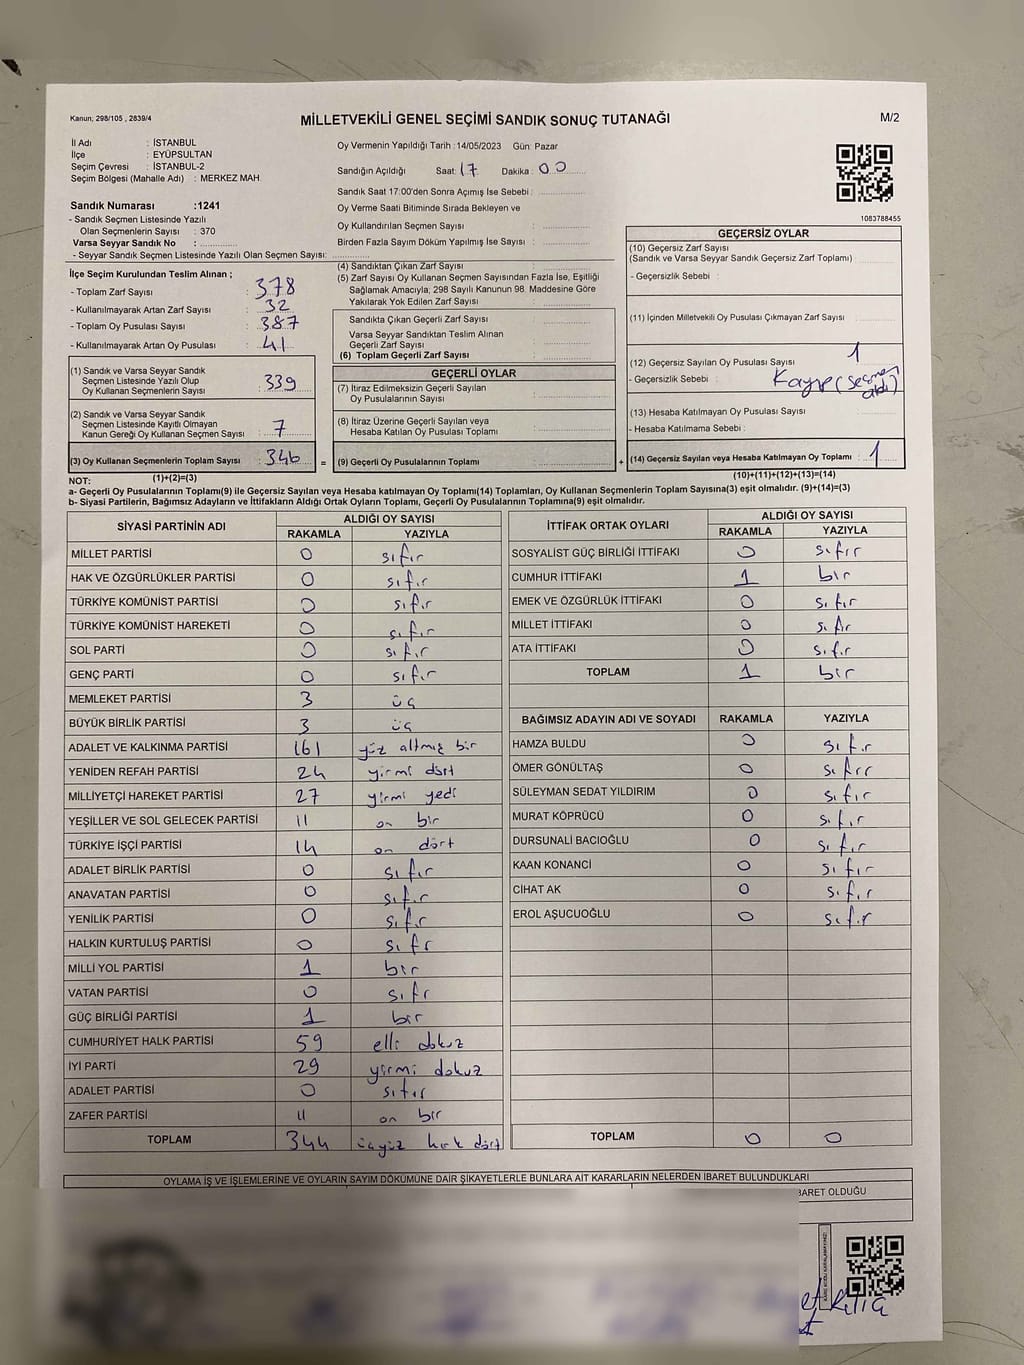 Kanun; 298/105 , 2839/4
MİLLETVEKİLİ GENEL SEÇİMİ SANDIK SONUÇ TUTANAĞI
M/2
İl Adı : İSTANBUL
İlçe : EYÜPSULTAN
Seçim Çevresi : İSTANBUL-2
Seçim Bölgesi (Mahalle Adı) : MERKEZ MAH.
Oy Vermenin Yapıldığı Tarih : 14/05/2023 Gün: Pazar
Sandığın Açıldığı Saat: 17 Dakika : 00
Sandık Saat 17:00'den Sonra Açımış İse Sebebi :
Oy Verme Saati Bitiminde Sırada Bekleyen ve
Oy Kullandırılan Seçmen Sayısı :
Birden Fazla Sayım Döküm Yapılmış İse Sayısı :
1083788455
Sandık Numarası :1241
- Sandık Seçmen Listesinde Yazılı
Olan Seçmenlerin Sayısı : 370
Varsa Seyyar Sandık No :
- Seyyar Sandık Seçmen Listesinde Yazılı Olan Seçmen Sayısı:
İlçe Seçim Kurulundan Teslim Alınan ;
- Toplam Zarf Sayısı : 378
- Kullanılmayarak Artan Zarf Sayısı : 32
- Toplam Oy Pusulası Sayısı : 387
- Kullanılmayarak Artan Oy Pusulası : 41
(1) Sandık ve Varsa Seyyar Sandık
Seçmen Listesinde Yazılı Olup
Oy Kullanan Seçmenlerin Sayısı : 339
(2) Sandık ve Varsa Seyyar Sandık
Seçmen Listesinde Kayıtlı Olmayan
Kanun Gereği Oy Kullanan Seçmen Sayısı : 7
(3) Oy Kullanan Seçmenlerin Toplam Sayısı : 346
(1)+(2)=(3)
(4) Sandıktan Çıkan Zarf Sayısı :
(5) Zarf Sayısı Oy Kullanan Seçmen Sayısından Fazla İse, Eşitliği
Sağlamak Amacıyla; 298 Sayılı Kanunun 98. Maddesine Göre
Yakılarak Yok Edilen Zarf Sayısı :
Sandıkta Çıkan Geçerli Zarf Sayısı :
Varsa Seyyar Sandıktan Teslim Alınan
Geçerli Zarf Sayısı :
(6) Toplam Geçerli Zarf Sayısı :
GEÇERLİ OYLAR
(7) İtiraz Edilmeksizin Geçerli Sayılan
Oy Pusulalarının Sayısı :
(8) İtiraz Üzerine Geçerli Sayılan veya
Hesaba Katılan Oy Pusulası Toplamı :
= (9) Geçerli Oy Pusulalarının Toplamı :
GEÇERSİZ OYLAR
(10) Geçersiz Zarf Sayısı
(Sandık ve Varsa Seyyar Sandık Geçersiz Zarf Toplamı) :
- Geçersizlik Sebebi :
(11) İçinden Milletvekili Oy Pusulası Çıkmayan Zarf Sayısı :
(12) Geçersiz Sayılan Oy Pusulası Sayısı : 1
- Geçersizlik Sebebi : Kayıp (seçmen
aldı)
(13) Hesaba Katılmayan Oy Pusulası Sayısı :
- Hesaba Katılmama Sebebi :
+ (14) Geçersiz Sayılan veya Hesaba Katılmayan Oy Toplamı : 1
(10)+(11)+(12)+(13)=(14)
NOT:
a- Geçerli Oy Pusulalarının Toplamı(9) ile Geçersiz Sayılan veya Hesaba katılmayan Oy Toplamı(14) Toplamları, Oy Kullanan Seçmenlerin Toplam Sayısına(3) eşit olmalıdır. (9)+(14)=(3)
b- Siyasi Partilerin, Bağımsız Adayların ve İttifakların Aldığı Ortak Oyların Toplamı, Geçerli Oy Pusulalarının Toplamına(9) eşit olmalıdır.
SİYASİ PARTİNİN ADI
ALDIĞI OY SAYISI
RAKAMLA YAZIYLA
MİLLET PARTİSİ 0 sıfır
HAK VE ÖZGÜRLÜKLER PARTİSİ 0 sıfır
TÜRKİYE KOMÜNİST PARTİSİ 0 sıfır
TÜRKİYE KOMÜNİST HAREKETİ 0 sıfır
SOL PARTİ 0 sıfır
GENÇ PARTİ 0 sıfır
MEMLEKET PARTİSİ 3 üç
BÜYÜK BİRLİK PARTİSİ 3 üç
ADALET VE KALKINMA PARTİSİ 161 yüz altmış bir
YENİDEN REFAH PARTİSİ 24 yirmi dört
MİLLİYETÇİ HAREKET PARTİSİ 27 yirmi yedi
YEŞİLLER VE SOL GELECEK PARTİSİ 11 on bir
TÜRKİYE İŞÇİ PARTİSİ 14 on dört
ADALET BİRLİK PARTİSİ 0 sıfır
ANAVATAN PARTİSİ 0 sıfır
YENİLİK PARTİSİ 0 sıfır
HALKIN KURTULUŞ PARTİSİ 0 sıfr
MİLLİ YOL PARTİSİ 1 bir
VATAN PARTİSİ 0 sıfr
GÜÇ BİRLİĞİ PARTİSİ 1 bir
CUMHURİYET HALK PARTİSİ 59 elli dokuz
İYİ PARTİ 29 yirmi dokuz
ADALET PARTİSİ 0 sıfır
ZAFER PARTİSİ 11 on bir
TOPLAM 344 üçyüz kırk dört
İTTİFAK ORTAK OYLARI
ALDIĞI OY SAYISI
RAKAMLA YAZIYLA
SOSYALİST GÜÇ BİRLİĞİ İTTİFAKI 0 sıfır
CUMHUR İTTİFAKI 1 bir
EMEK VE ÖZGÜRLÜK İTTİFAKI 0 sıfır
MİLLET İTTİFAKI 0 sıfır
ATA İTTİFAKI 0 sıfır
TOPLAM 1 bir
BAĞIMSIZ ADAYIN ADI VE SOYADI RAKAMLA YAZIYLA
HAMZA BULDU 0 sıfır
ÖMER GÖNÜLTAŞ 0 sıfır
SÜLEYMAN SEDAT YILDIRIM 0 sıfır
MURAT KÖPRÜCÜ 0 sıfır
DURSUNALİ BACIOĞLU 0 sıfır
KAAN KONANCİ 0 sıfır
CİHAT AK 0 sıfır
EROL AŞUCUOĞLU 0 sıfır
TOPLAM 0 0
OYLAMA İŞ VE İŞLEMLERİNE VE OYLARIN SAYIM DÖKÜMÜNE DAİR ŞİKAYETLERLE BUNLARA AİT KARARLARIN NELERDEN İBARET BULUNDUKLARI
BARET OLDUĞU